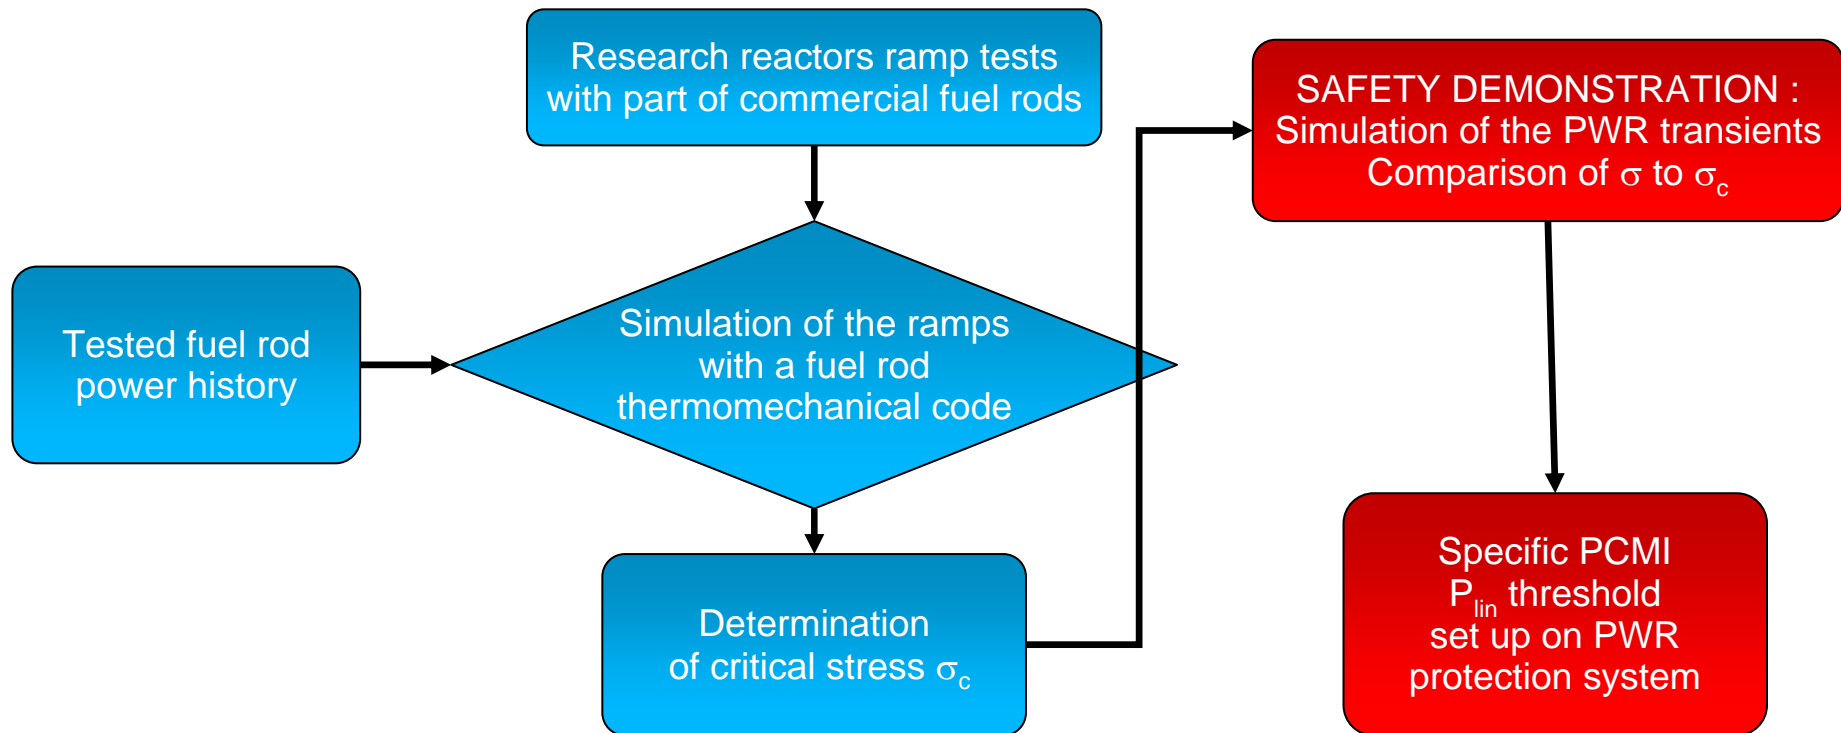 Research reactors ramp tests
with part of commercial fuel rods
SAFETY DEMONSTRATION :
Simulation of the PWR transients
Comparison of σ to σc
Tested fuel rod
power history
Simulation of the ramps
with a fuel rod
thermomechanical code
Determination
of critical stress σc
Specific PCMI
Plin threshold
set up on PWR
protection system